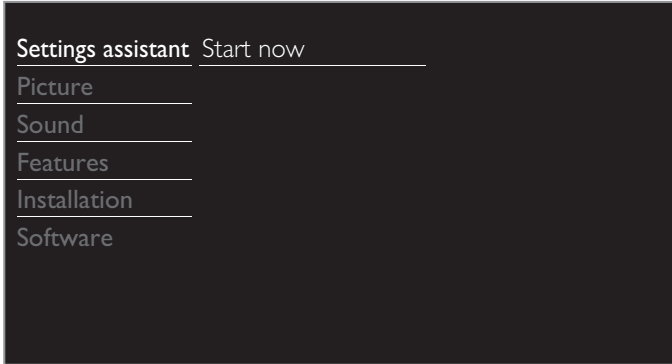 Settings assistant Start now
Picture
Sound
Features
Installation
Software